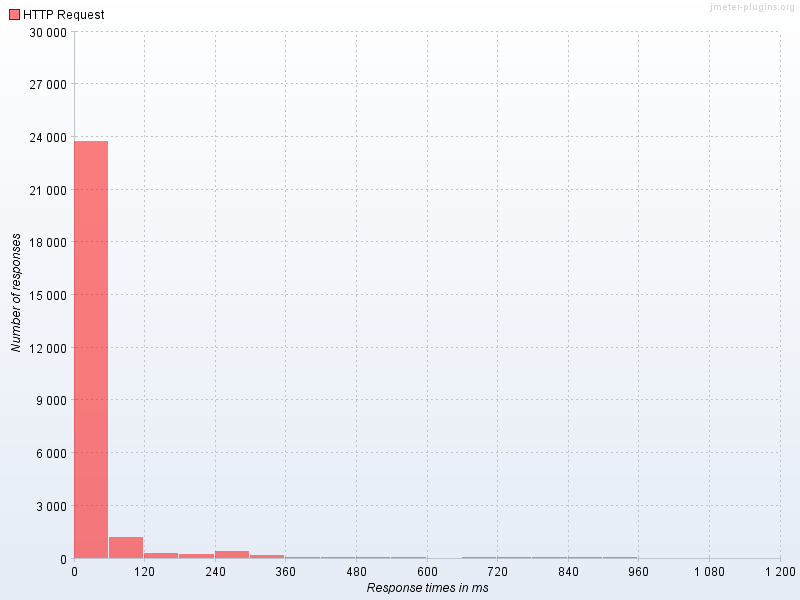 HTTP Request
jmeter-plugins.org
30 000
27 000
24 000
21 000
18 000
15 000
12 000
9 000
6 000
3 000
0
Number of responses
0 120 240 360 480 600 720 840 960 1 080 1 200
Response times in ms